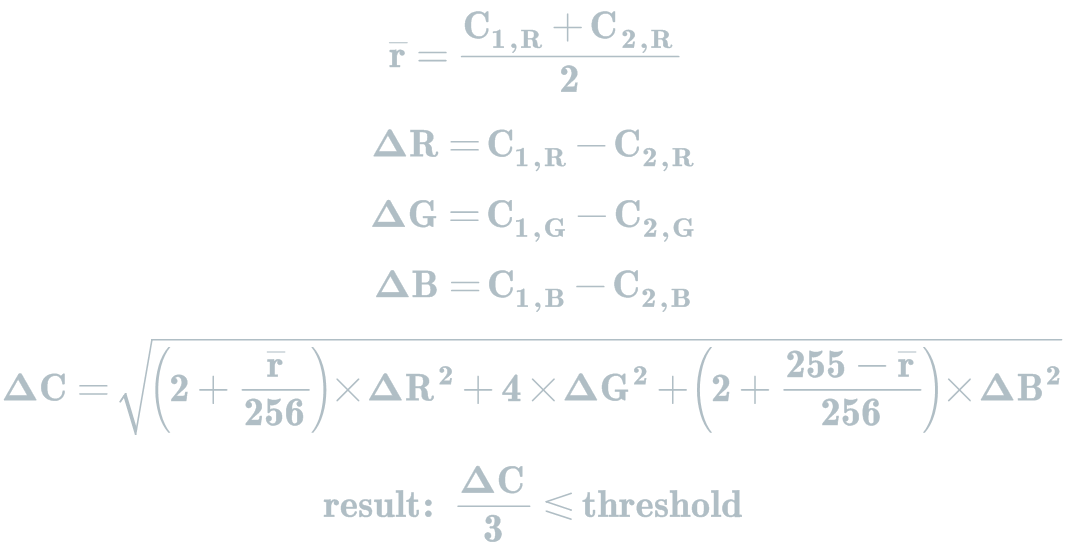 r̄ = (C₁,R + C₂,R) / 2
ΔR = C₁,R − C₂,R
ΔG = C₁,G − C₂,G
ΔB = C₁,B − C₂,B
ΔC = √((2 + r̄/256) × ΔR² + 4 × ΔG² + (2 + (255 − r̄)/256) × ΔB²)
result: ΔC/3 ⩽ threshold